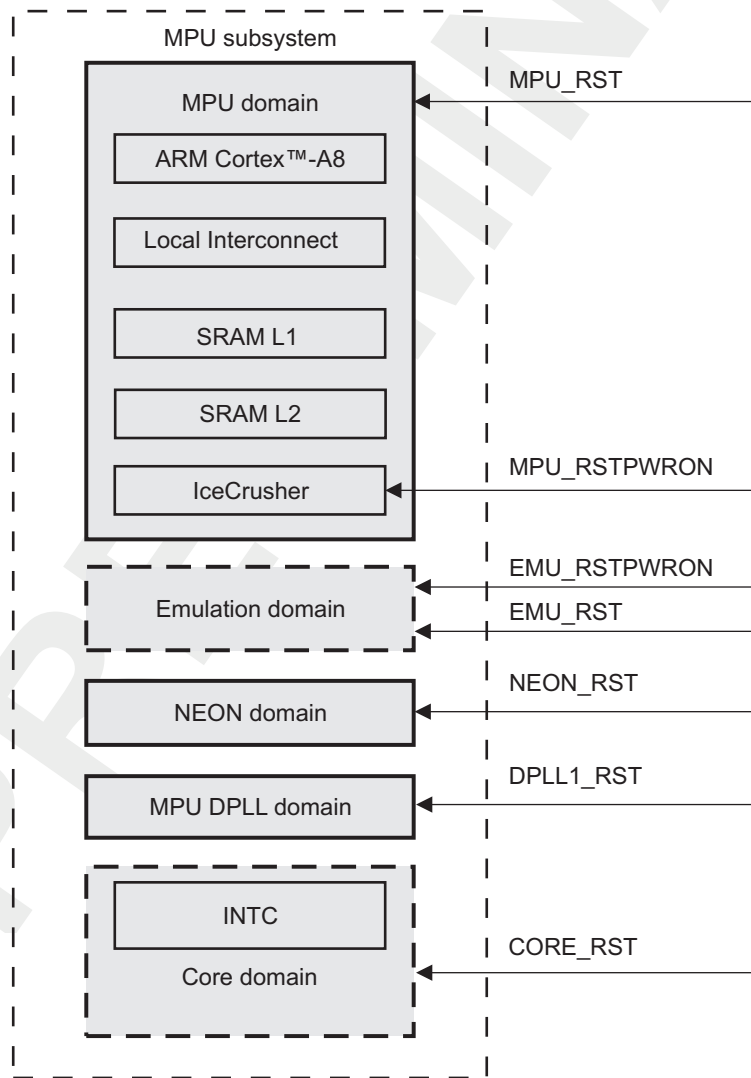 MPU subsystem
MPU_RST
MPU domain
ARM Cortex™-A8
Local Interconnect
SRAM L1
SRAM L2
MPU_RSTPWRON
IceCrusher
EMU_RSTPWRON
Emulation domain
EMU_RST
NEON_RST
NEON domain
DPLL1_RST
MPU DPLL domain
INTC
CORE_RST
Core domain